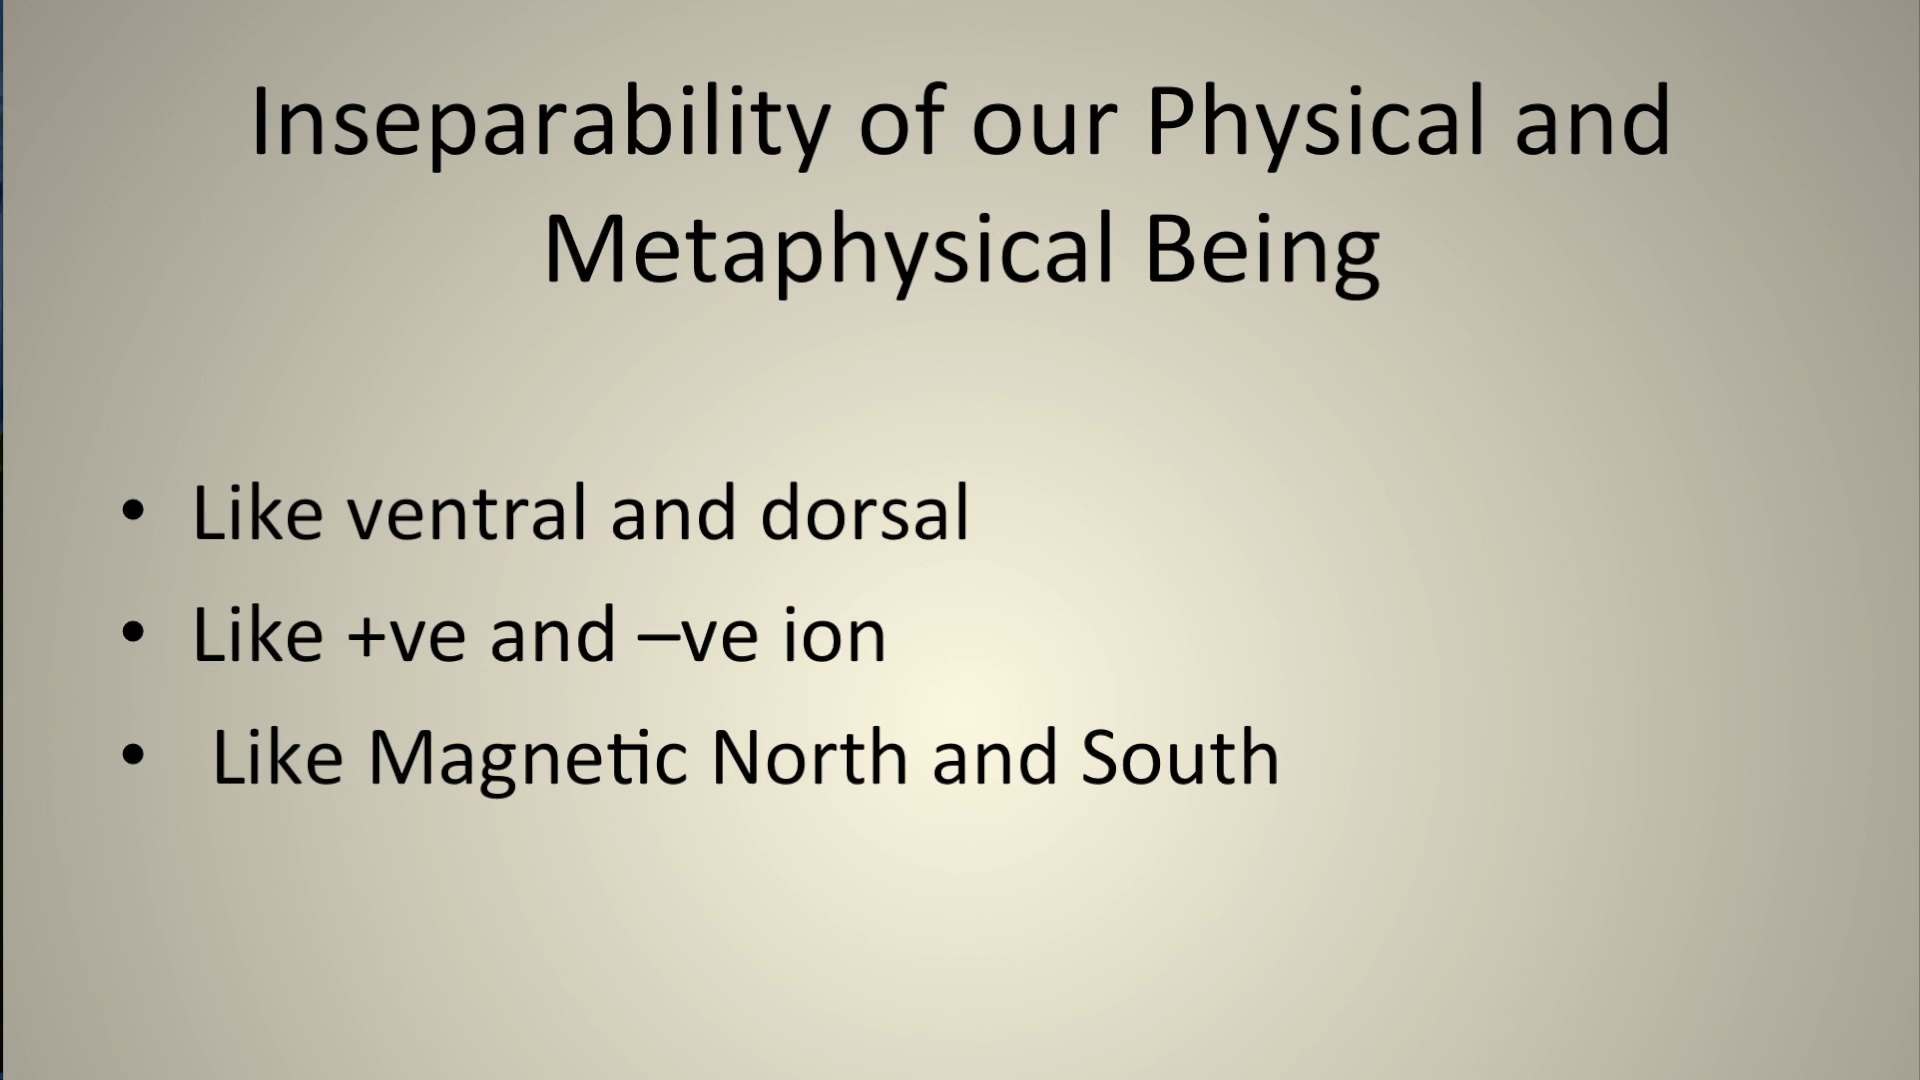 Inseparability of our Physical and
Metaphysical Being
• Like ventral and dorsal
• Like +ve and –ve ion
• Like Magnetic North and South